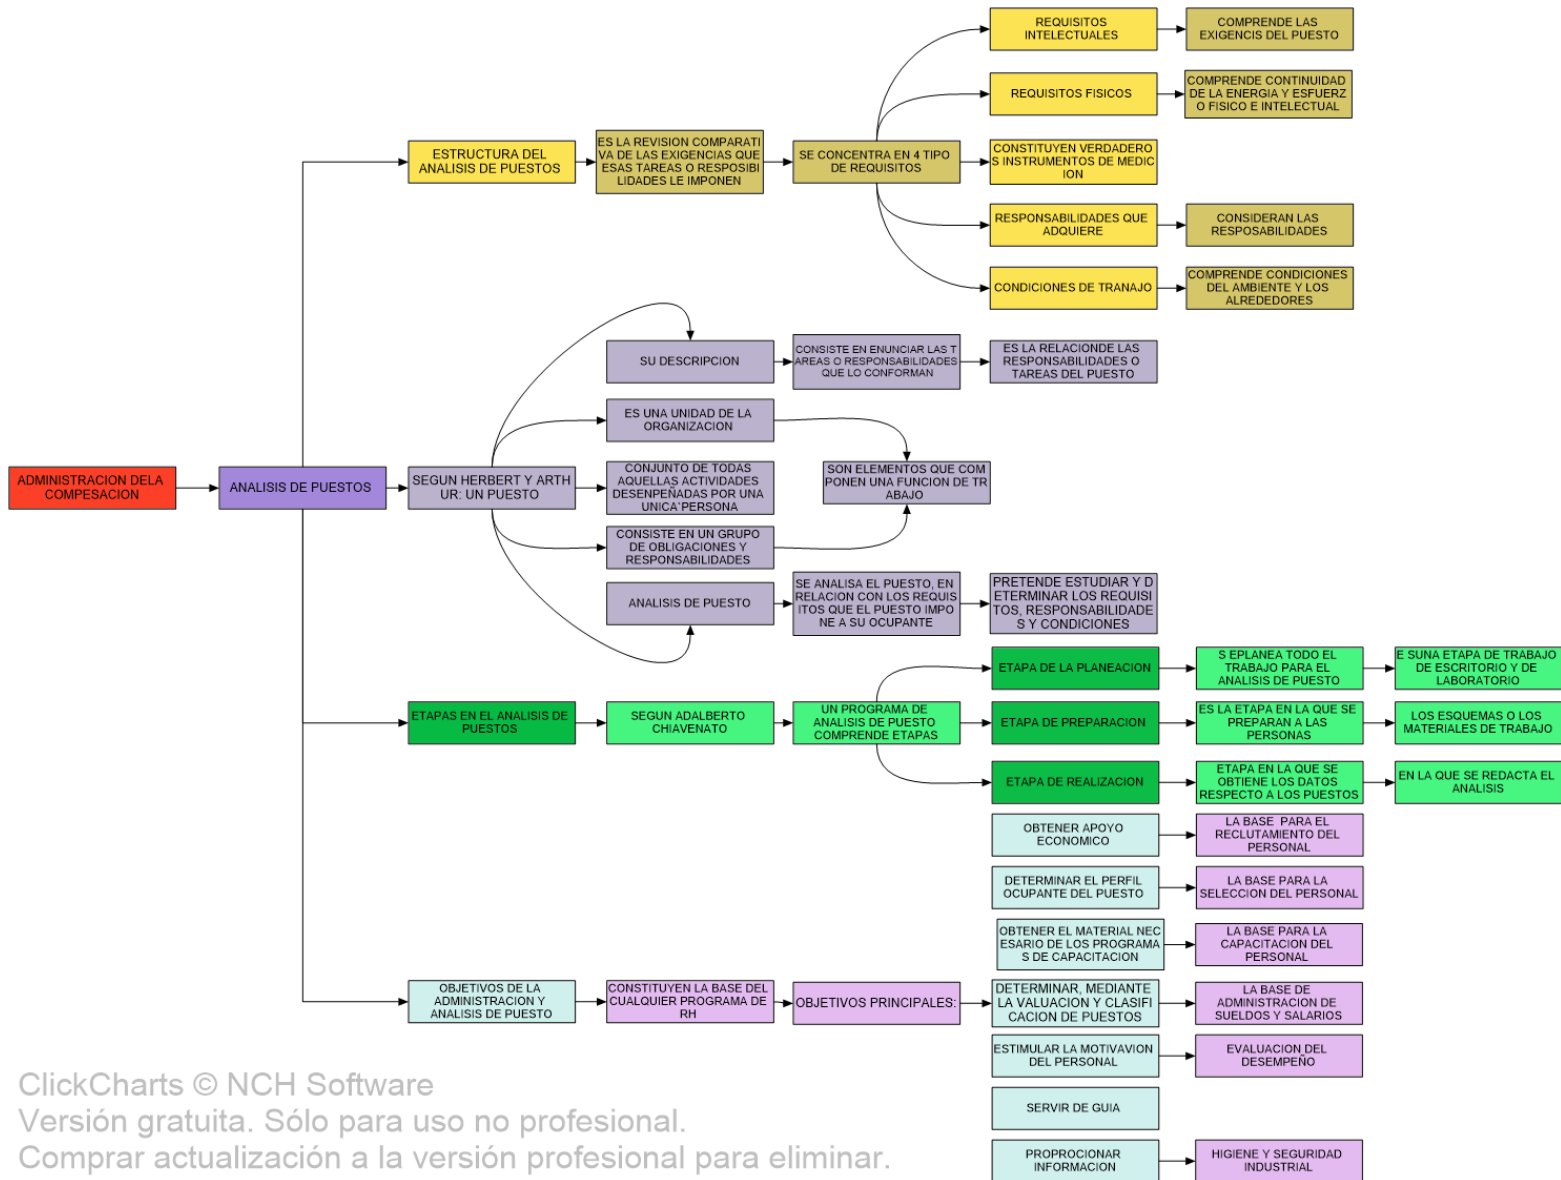 REQUISITOS
INTELECTUALES
COMPRENDE LAS
EXIGENCIS DEL PUESTO
REQUISITOS FISICOS
COMPRENDE CONTINUIDAD
DE LA ENERGIA Y ESFUERZ
O FISICO E INTELECTUAL
ESTRUCTURA DEL
ANALISIS DE PUESTOS
ES LA REVISION COMPARATI
VA DE LAS EXIGENCIAS QUE
ESAS TAREAS O RESPOSIBI
LIDADES LE IMPONEN
SE CONCENTRA EN 4 TIPO
DE REQUISITOS
CONSTITUYEN VERDADERO
S INSTRUMENTOS DE MEDIC
ION
RESPONSABILIDADES QUE
ADQUIERE
CONSIDERAN LAS
RESPOSABILIDADES
CONDICIONES DE TRANAJO
COMPRENDE CONDICIONES
DEL AMBIENTE Y LOS
ALREDEDORES
SU DESCRIPCION
CONSISTE EN ENUNCIAR LAS T
AREAS O RESPONSABILIDADES
QUE LO CONFORMAN
ES LA RELACIONDE LAS
RESPONSABILIDADES O
TAREAS DEL PUESTO
ES UNA UNIDAD DE LA
ORGANIZACION
ADMINISTRACION DELA
COMPESACION
ANALISIS DE PUESTOS
SEGUN HERBERT Y ARTH
UR: UN PUESTO
CONJUNTO DE TODAS
AQUELLAS ACTIVIDADES
DESENPEÑADAS POR UNA
UNICA`PERSONA
SON ELEMENTOS QUE COM
PONEN UNA FUNCION DE TR
ABAJO
CONSISTE EN UN GRUPO
DE OBLIGACIONES Y
RESPONSABILIDADES
ANALISIS DE PUESTO
SE ANALISA EL PUESTO, EN
RELACION CON LOS REQUIS
ITOS QUE EL PUESTO IMPO
NE A SU OCUPANTE
PRETENDE ESTUDIAR Y D
ETERMINAR LOS REQUISI
TOS, RESPONSABILIDADE
S Y CONDICIONES
ETAPA DE LA PLANEACION
S EPLANEA TODO EL
TRABAJO PARA EL
ANALISIS DE PUESTO
E SUNA ETAPA DE TRABAJO
DE ESCRITORIO Y DE
LABORATORIO
ETAPAS EN EL ANALISIS DE
PUESTOS
SEGUN ADALBERTO
CHIAVENATO
UN PROGRAMA DE
ANALISIS DE PUESTO
COMPRENDE ETAPAS
ETAPA DE PREPARACION
ES LA ETAPA EN LA QUE SE
PREPARAN A LAS
PERSONAS
LOS ESQUEMAS O LOS
MATERIALES DE TRABAJO
ETAPA DE REALIZACION
ETAPA EN LA QUE SE
OBTIENE LOS DATOS
RESPECTO A LOS PUESTOS
EN LA QUE SE REDACTA EL
ANALISIS
OBTENER APOYO
ECONOMICO
LA BASE PARA EL
RECLUTAMIENTO DEL
PERSONAL
DETERMINAR EL PERFIL
OCUPANTE DEL PUESTO
LA BASE PARA LA
SELECCION DEL PERSONAL
OBTENER EL MATERIAL NEC
ESARIO DE LOS PROGRAMA
S DE CAPACITACION
LA BASE PARA LA
CAPACITACION DEL
PERSONAL
OBJETIVOS DE LA
ADMINISTRACION Y
ANALISIS DE PUESTO
CONSTITUYEN LA BASE DEL
CUALQUIER PROGRAMA DE
RH
OBJETIVOS PRINCIPALES:
DETERMINAR, MEDIANTE
LA VALUACION Y CLASIFI
CACION DE PUESTOS
LA BASE DE
ADMINISTRACION DE
SUELDOS Y SALARIOS
ESTIMULAR LA MOTIVAVION
DEL PERSONAL
EVALUACION DEL
DESEMPEÑO
SERVIR DE GUIA
PROPROCIONAR
INFORMACION
HIGIENE Y SEGURIDAD
INDUSTRIAL
ClickCharts © NCH Software
Versión gratuita. Sólo para uso no profesional.
Comprar actualización a la versión profesional para eliminar.